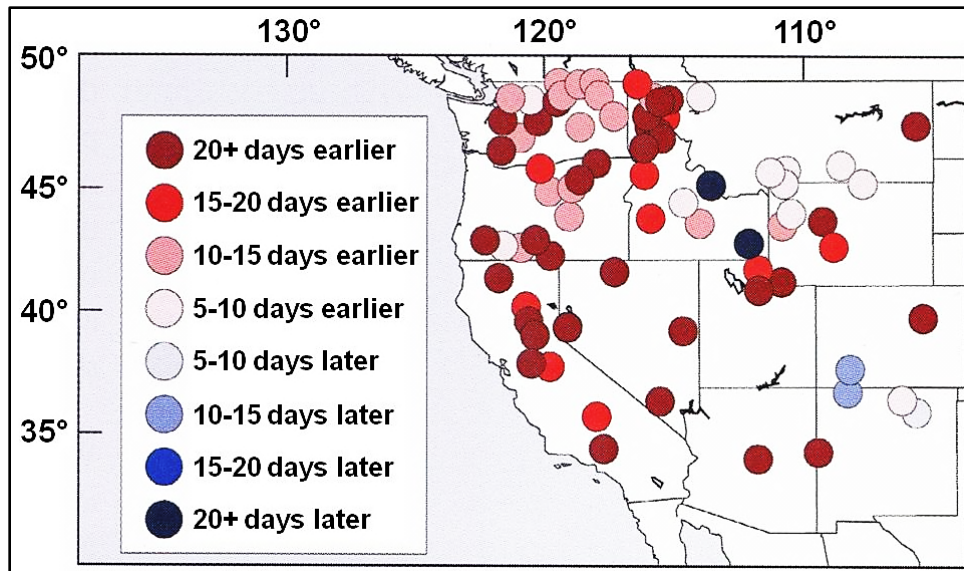 130° 120° 110°
50°
45°
40°
35°
20+ days earlier
15-20 days earlier
10-15 days earlier
5-10 days earlier
5-10 days later
10-15 days later
15-20 days later
20+ days later